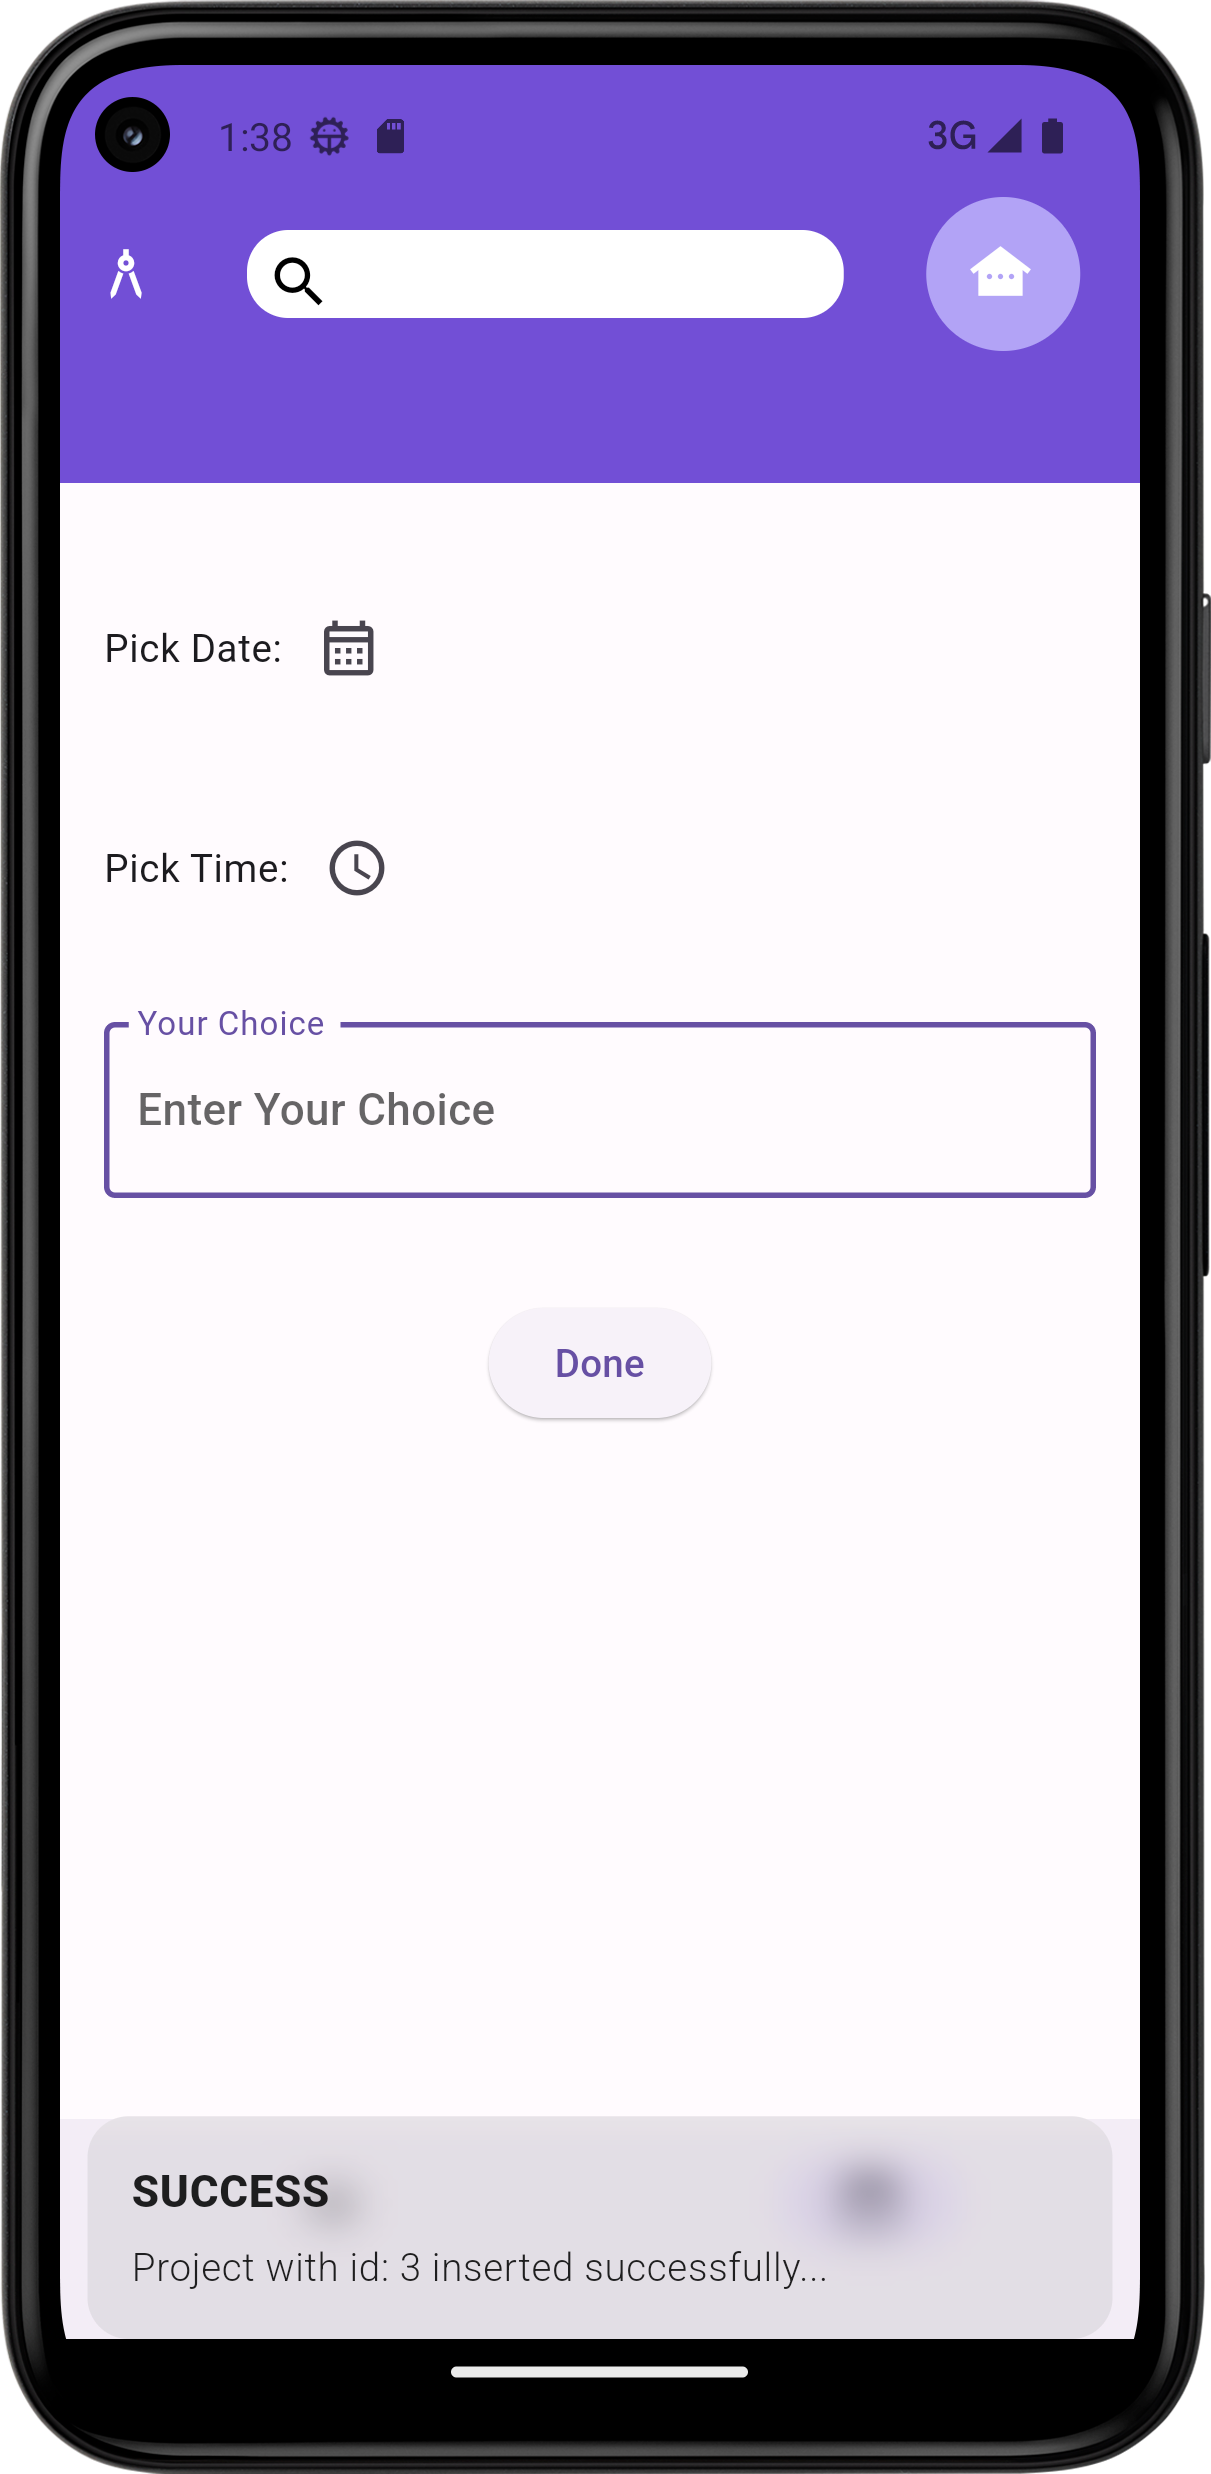 1:38
3G
Pick Date:
Pick Time:
Your Choice
Enter Your Choice
Done
SUCCESS
Project with id: 3 inserted successfully...